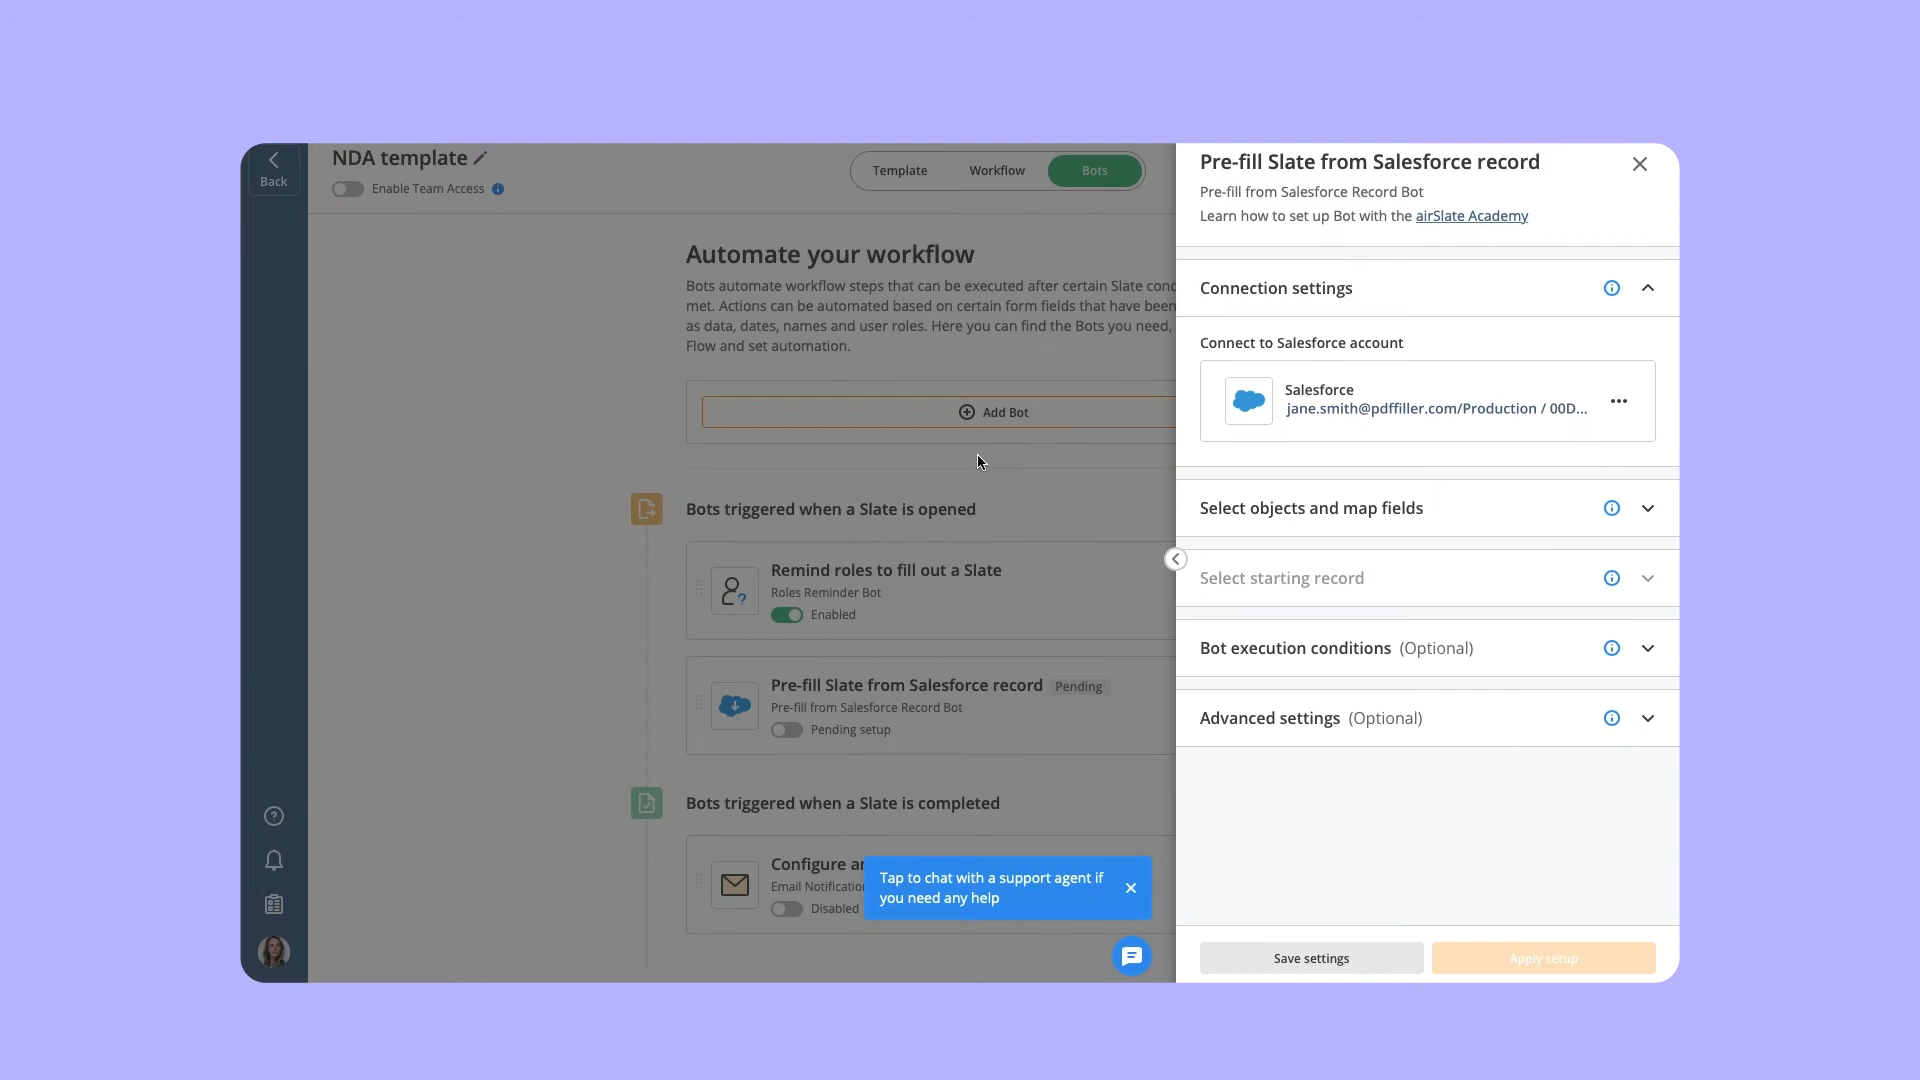 Back
NDA template
Enable Team Access
Template
Workflow
Bots
Automate your workflow
Bots automate workflow steps that can be executed after certain Slate conc
met. Actions can be automated based on certain form fields that have been
as data, dates, names and user roles. Here you can find the Bots you need,
Flow and set automation.
Add Bot
Bots triggered when a Slate is opened
Remind roles to fill out a Slate
Roles Reminder Bot
Enabled
Pre-fill Slate from Salesforce record Pending
Pre-fill from Salesforce Record Bot
Pending setup
Bots triggered when a Slate is completed
Configure an
Email Notification
Disabled
Tap to chat with a support agent if
you need any help
Pre-fill Slate from Salesforce record
Pre-fill from Salesforce Record Bot
Learn how to set up Bot with the airSlate Academy
Connection settings
Connect to Salesforce account
Salesforce
jane.smith@pdffiller.com/Production / 00D...
Select objects and map fields
Select starting record
Bot execution conditions (Optional)
Advanced settings (Optional)
Save settings
Apply setup